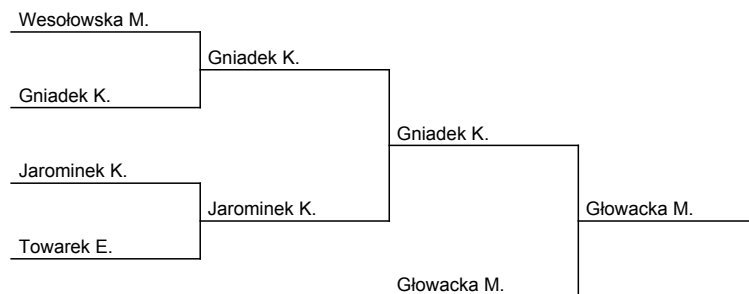 Wesołowska M.
Gniadek K.
Gniadek K.
Gniadek K.
Jarominek K.
Jarominek K.
Głowacka M.
Towarek E.
Głowacka M.